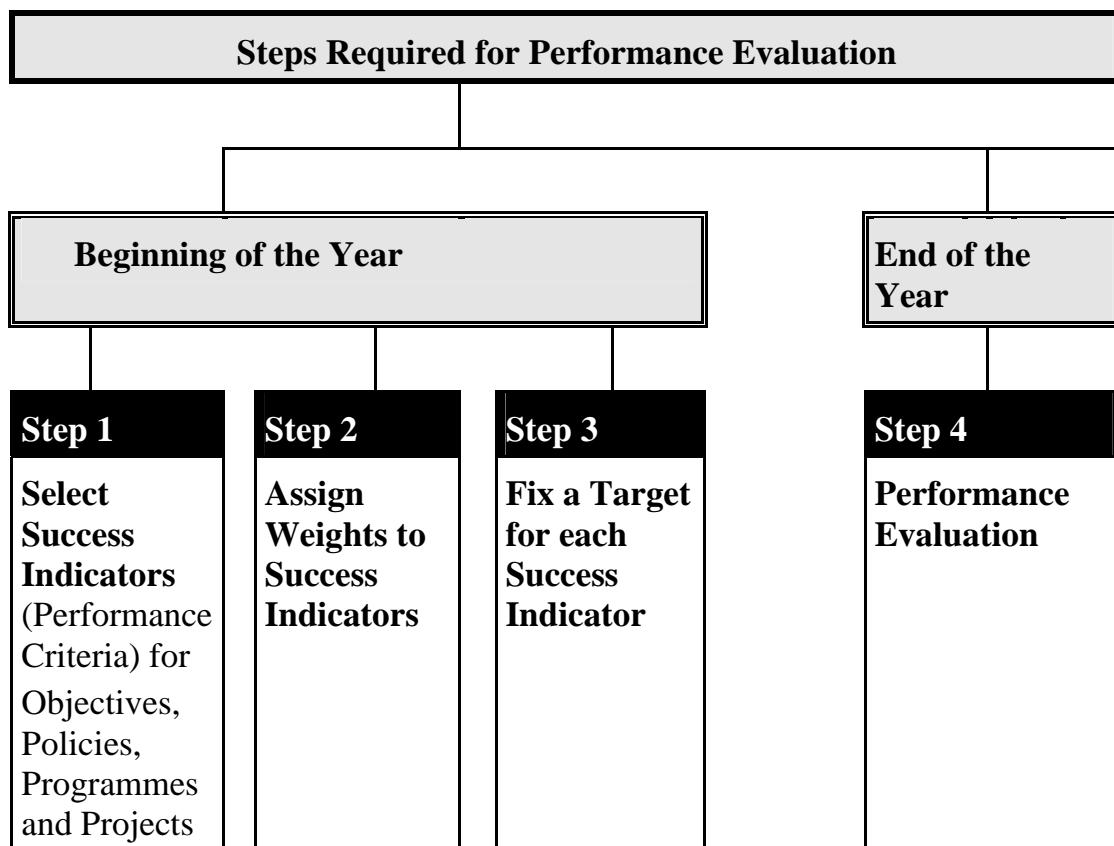 Steps Required for Performance Evaluation
Beginning of the Year
End of the
Year
Step 1
Select
Success
Indicators
(Performance
Criteria) for
Objectives,
Policies,
Programmes
and Projects
Step 2
Assign
Weights to
Success
Indicators
Step 3
Fix a Target
for each
Success
Indicator
Step 4
Performance
Evaluation